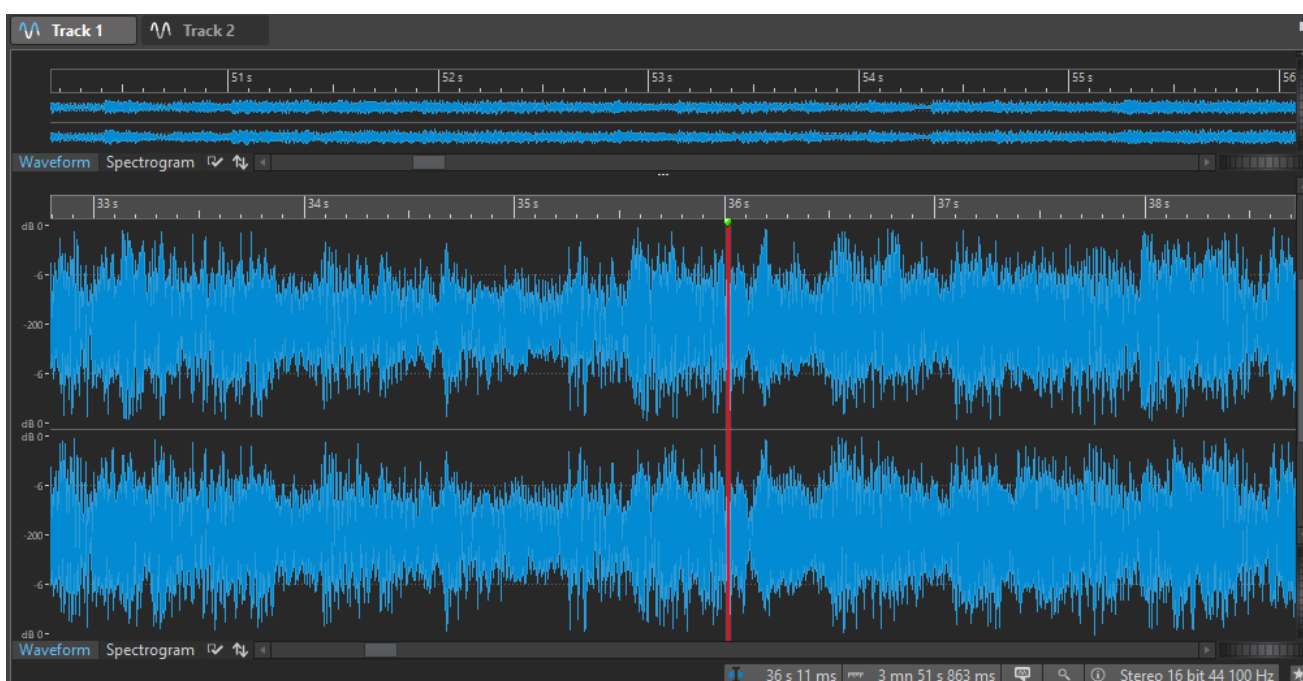 Track 1 Track 2
51 s 52 s 53 s 54 s 55 s 56
Waveform Spectrogram
33 s 34 s 35 s 36 s 37 s 38 s
dB 0
-6
-200
-6
dB 0
dB 0
-6
-200
-6
dB 0
Waveform Spectrogram
36 s 11 ms 3 mn 51 s 863 ms Stereo 16 bit 44 100 Hz